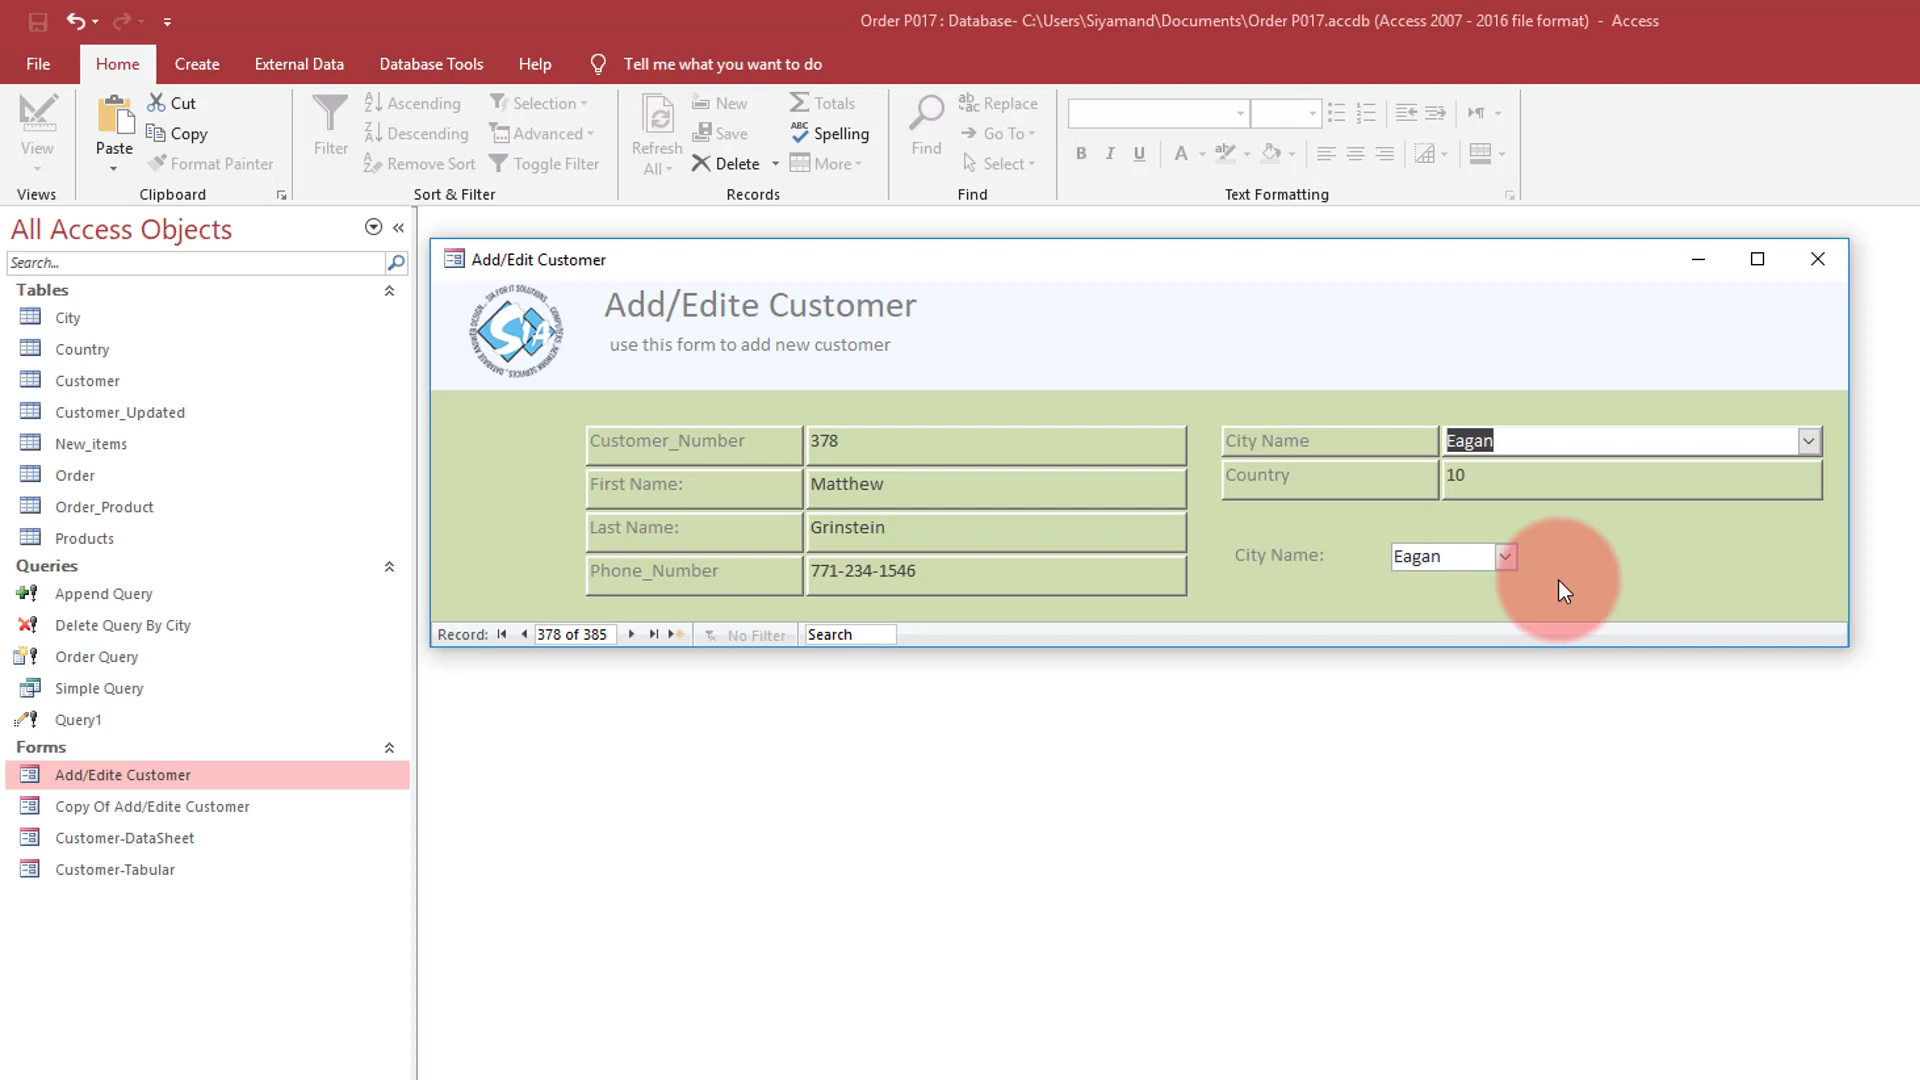 Order P017 : Database- C:\Users\Siyamand\Documents\Order P017.accdb (Access 2007 - 2016 file format) - Access
File Home Create External Data Database Tools Help Tell me what you want to do
View
Views
Paste
Cut
Copy
Format Painter
Clipboard
Filter
Ascending
Descending
Remove Sort
Selection
Advanced
Toggle Filter
Sort & Filter
Refresh
All
New
Save
Delete
Totals
Spelling
More
Records
Find
Replace
Go To
Select
Find
B I U A
Text Formatting
All Access Objects
Search...
Tables
City
Country
Customer
Customer_Updated
New_items
Order
Order_Product
Products
Queries
Append Query
Delete Query By City
Order Query
Simple Query
Query1
Forms
Add/Edite Customer
Copy Of Add/Edite Customer
Customer-DataSheet
Customer-Tabular
Add/Edit Customer
SIA
Add/Edite Customer
use this form to add new customer
Customer_Number 378
First Name: Matthew
Last Name: Grinstein
Phone_Number 771-234-1546
City Name Eagan
Country 10
City Name: Eagan
Record: 378 of 385 No Filter Search